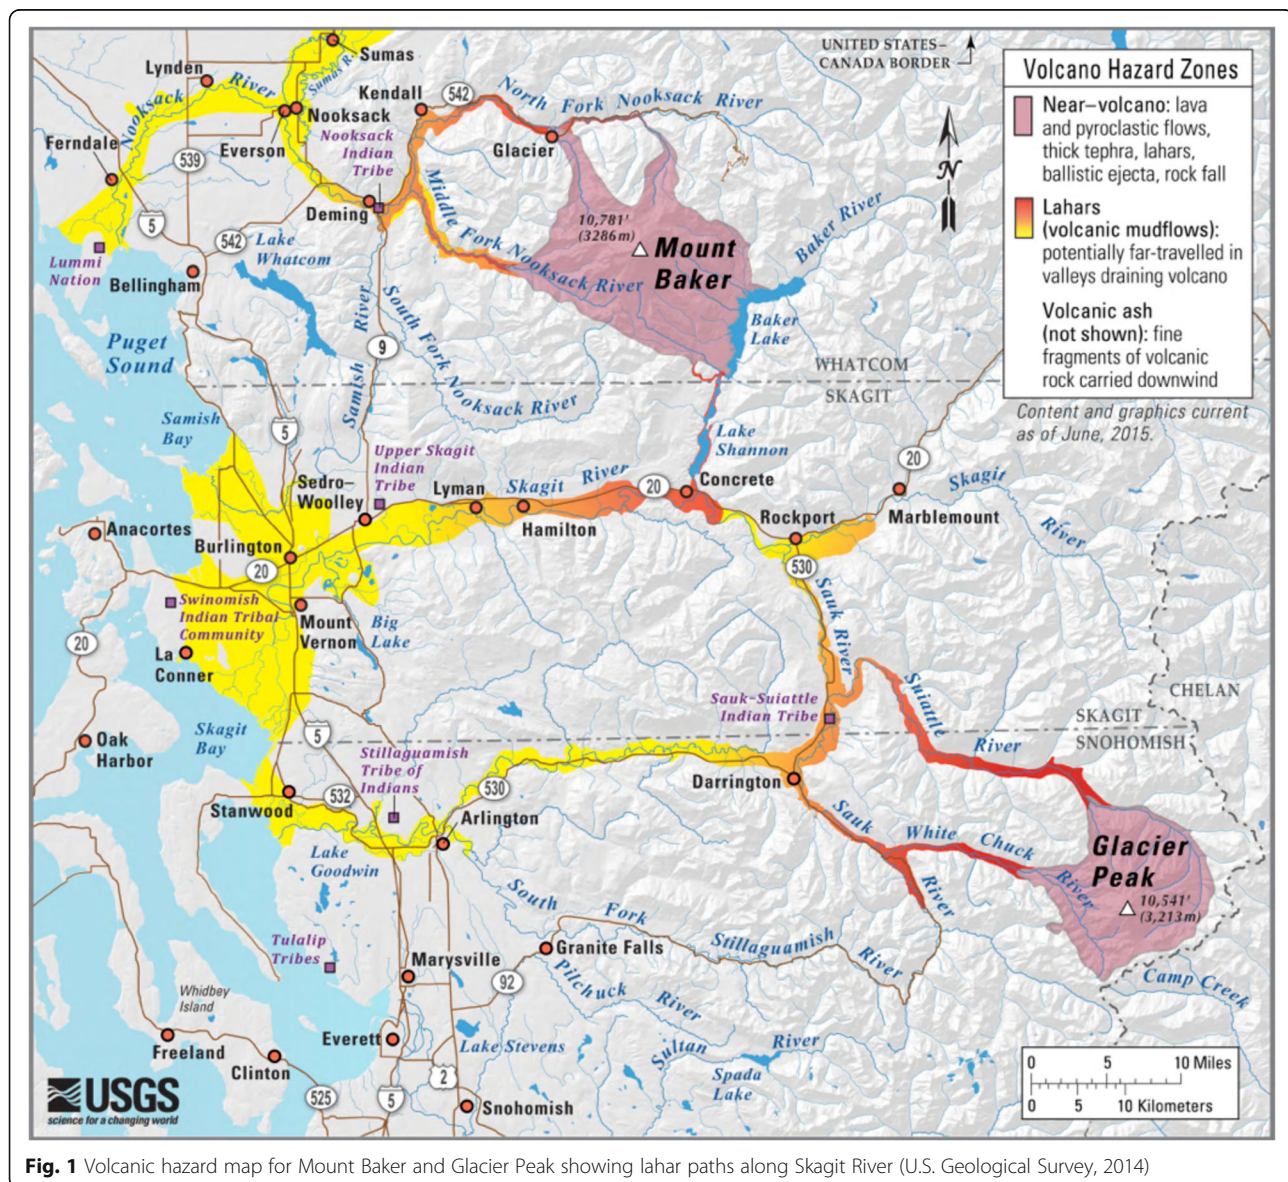 UNITED STATES–
CANADA BORDER
Volcano Hazard Zones
Near–volcano: lava
and pyroclastic flows,
thick tephra, lahars,
ballistic ejecta, rock fall
Lahars
(volcanic mudflows):
potentially far-travelled in
valleys draining volcano
Volcanic ash
(not shown): fine
fragments of volcanic
rock carried downwind
Content and graphics current
as of June, 2015.
N
Sumas
Sumas R.
Lynden
Nooksack River
Nooksack
Everson
Ferndale
539
Nooksack
Indian
Tribe
Kendall
542
North Fork Nooksack River
Glacier
Deming
Middle Fork Nooksack River
10,781'
(3286m)
Mount
Baker
Baker River
Baker
Lake
5
542
Lake
Whatcom
Lummi
Nation
Bellingham
Puget
Sound
9
Samish River
South Fork Nooksack River
WHATCOM
SKAGIT
Samish
Bay
5
Lake
Shannon
Upper Skagit
Indian
Tribe
Sedro–
Woolley
Lyman
Skagit River
20
Concrete
Hamilton
Rockport
20
Marblemount
Skagit River
Anacortes
Burlington
20
530
Sauk River
Swinomish
Indian Tribal
Community
Mount
Vernon
Big
Lake
20
La
Conner
Sauk–Suiattle
Indian Tribe
Suiattle River
CHELAN
SKAGIT
SNOHOMISH
Skagit
Bay
5
Oak
Harbor
Stillaguamish
Tribe of
Indians
530
Darrington
Stanwood
532
Arlington
Sauk River
White Chuck River
Glacier
Peak
10,541'
(3,213m)
Lake
Goodwin
South Fork Stillaguamish River
Tulalip
Tribes
Marysville
Granite Falls
92
Pilchuck River
Camp Creek
Whidbey
Island
Freeland
Clinton
Everett
Lake Stevens
Sultan River
Spada
Lake
2
525
5
Snohomish
0 5 10 Miles
0 5 10 Kilometers
USGS
science for a changing world
Fig. 1 Volcanic hazard map for Mount Baker and Glacier Peak showing lahar paths along Skagit River (U.S. Geological Survey, 2014)